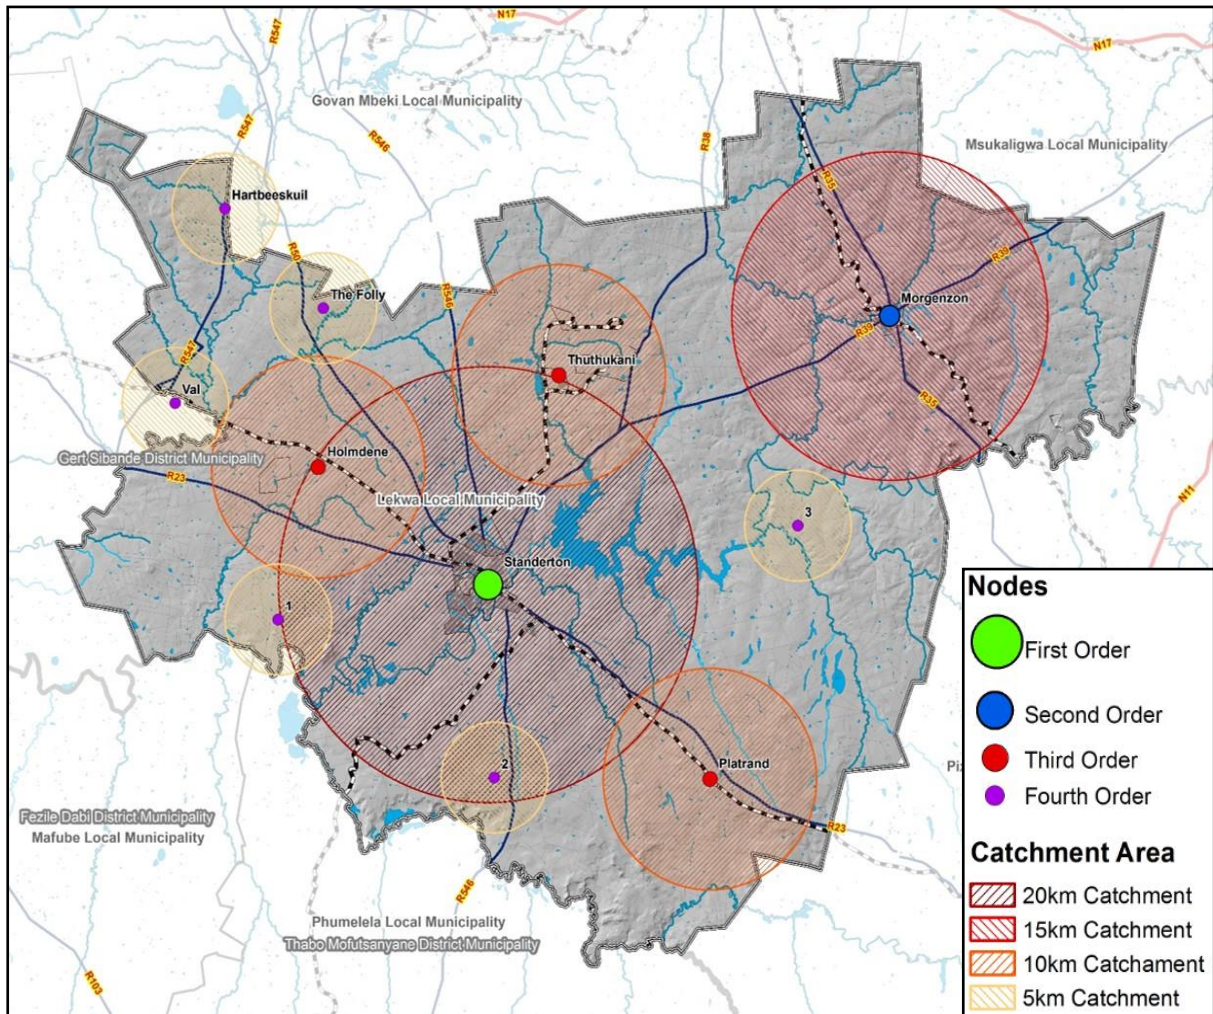 N17
R547
N17
Govan Mbeki Local Municipality
R547
R546
R38
Msukaligwa Local Municipality
R35
Hartbeeskuil
R50
R39
The Folly
R546
Morgenzon
R39
R547
Thuthukani
Val
R35
Gert Sibande District Municipality
Holmdene
R23
Lekwa Local Municipality
N11
3
Standerton
1
2
Platrand
Pi
R23
Fezile Dabi District Municipality
Mafube Local Municipality
R546
Phumelela Local Municipality
Thabo Mofutsanyane District Municipality
R103
Nodes
First Order
Second Order
Third Order
Fourth Order
Catchment Area
20km Catchment
15km Catchment
10km Catchament
5km Catchment